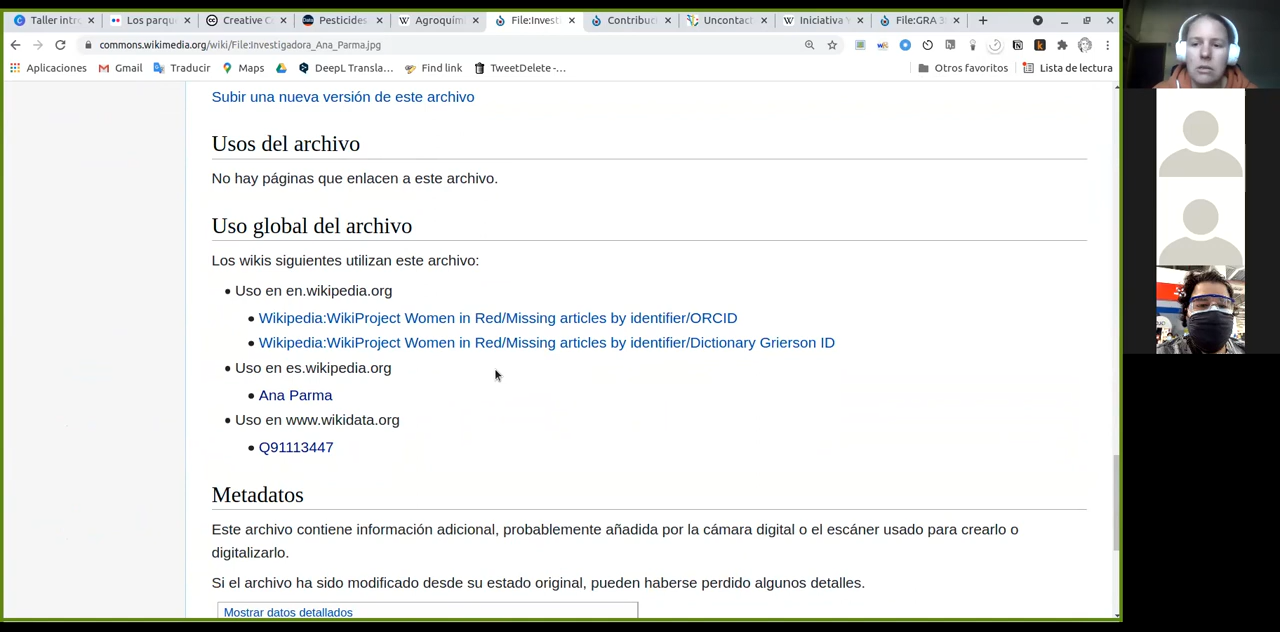 Taller intro
Los parque
Creative C
Pesticides
Agroquím
File:Invest
Contribuc
Uncontact
Iniciativa
File:GRA 3
commons.wikimedia.org/wiki/File:Investigadora_Ana_Parma.jpg
Aplicaciones
Gmail
Traducir
Maps
DeepL Transla...
Find link
TweetDelete -...
Otros favoritos
Lista de lectura
Subir una nueva versión de este archivo
Usos del archivo
No hay páginas que enlacen a este archivo.
Uso global del archivo
Los wikis siguientes utilizan este archivo:
• Uso en en.wikipedia.org
• Wikipedia:WikiProject Women in Red/Missing articles by identifier/ORCID
• Wikipedia:WikiProject Women in Red/Missing articles by identifier/Dictionary Grierson ID
• Uso en es.wikipedia.org
• Ana Parma
• Uso en www.wikidata.org
• Q91113447
Metadatos
Este archivo contiene información adicional, probablemente añadida por la cámara digital o el escáner usado para crearlo o
digitalizarlo.
Si el archivo ha sido modificado desde su estado original, pueden haberse perdido algunos detalles.
Mostrar datos detallados